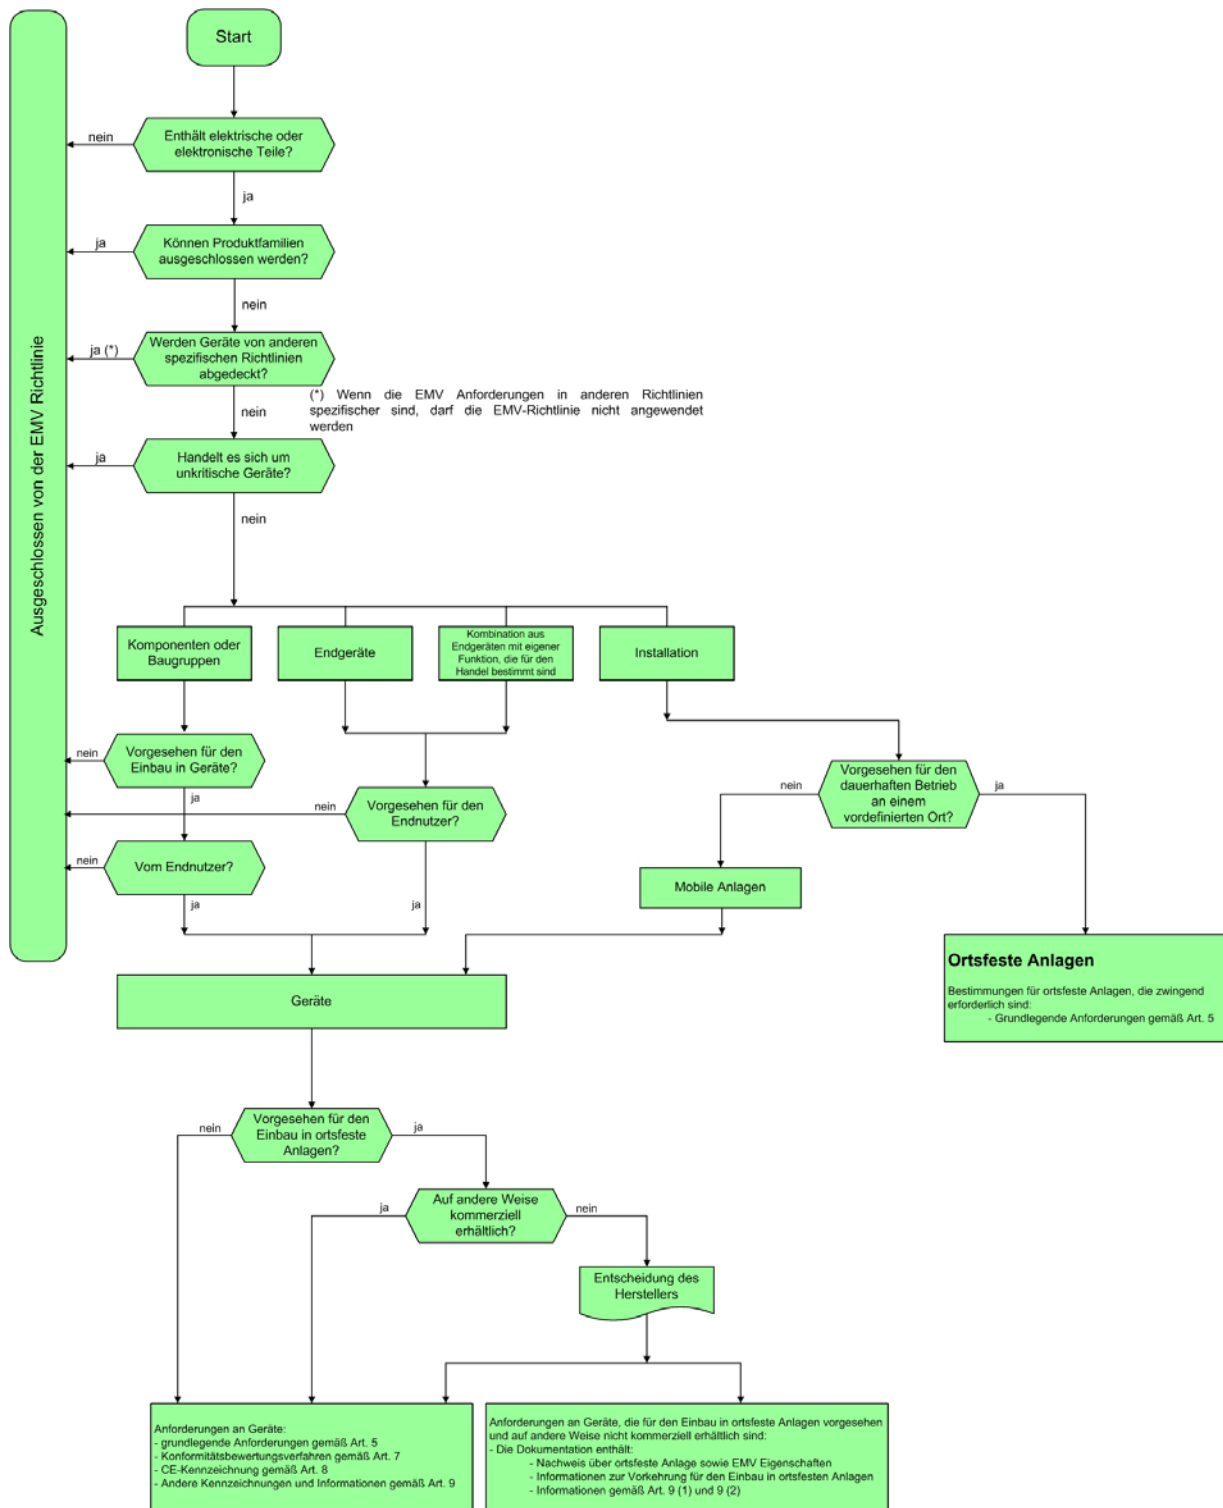 Start
Enthält elektrische oder
elektronische Teile?
nein
ja
Können Produktfamilien
ausgeschlossen werden?
ja
nein
Werden Geräte von anderen
spezifischen Richtlinien
abgedeckt?
ja (*)
nein
(*) Wenn die EMV Anforderungen in anderen Richtlinien
spezifischer sind, darf die EMV-Richtlinie nicht angewendet
werden
Handelt es sich um
unkritische Geräte?
ja
nein
Ausgeschlossen von der EMV Richtlinie
Komponenten oder
Baugruppen
Endgeräte
Kombination aus
Endgeräten mit eigener
Funktion, die für den
Handel bestimmt sind
Installation
Vorgesehen für den
Einbau in Geräte?
nein
ja
Vorgesehen für den
Endnutzer?
nein
ja
Vorgesehen für den
dauerhaften Betrieb
an einem
vordefinierten Ort?
nein
ja
Vom Endnutzer?
nein
ja
Mobile Anlagen
Ortsfeste Anlagen
Bestimmungen für ortsfeste Anlagen, die zwingend
erforderlich sind:
- Grundlegende Anforderungen gemäß Art. 5
Geräte
Vorgesehen für den
Einbau in ortsfeste
Anlagen?
nein
ja
Auf andere Weise
kommerziell
erhältlich?
ja
nein
Entscheidung des
Herstellers
Anforderungen an Geräte:
- grundlegende Anforderungen gemäß Art. 5
- Konformitätsbewertungsverfahren gemäß Art. 7
- CE-Kennzeichnung gemäß Art. 8
- Andere Kennzeichnungen und Informationen gemäß Art. 9
Anforderungen an Geräte, die für den Einbau in ortsfeste Anlagen vorgesehen
und auf andere Weise nicht kommerziell erhältlich sind:
- Die Dokumentation enthält:
- Nachweis über ortsfeste Anlage sowie EMV Eigenschaften
- Informationen zur Vorkehrung für den Einbau in ortsfesten Anlagen
- Informationen gemäß Art. 9 (1) und 9 (2)